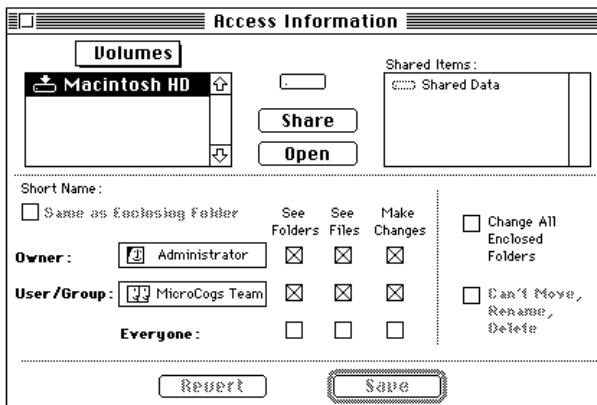 Access Information
Volumes
Macintosh HD
Share
Open
Shared Items:
Shared Data
Short Name:
Same as Enclosing Folder
See Folders
See Files
Make Changes
Owner: Administrator
User/Group: MicroCogs Team
Everyone:
Change All
Enclosed
Folders
Can't Move,
Rename,
Delete
Revert
Save